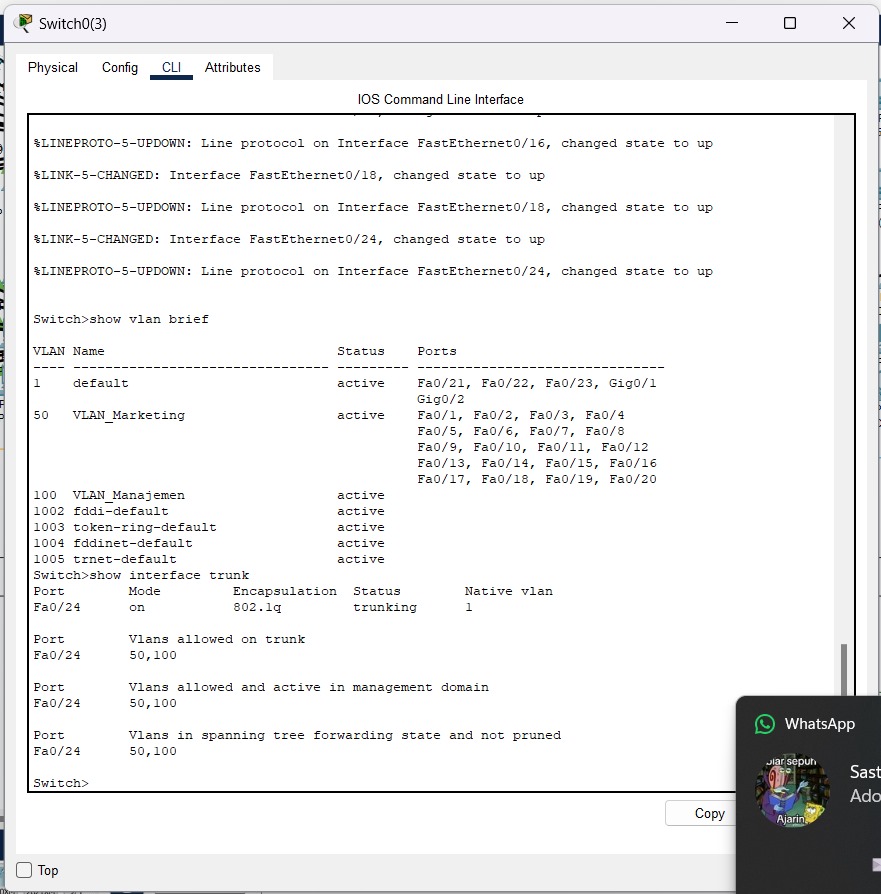 Switch0(3)
Physical Config CLI Attributes
IOS Command Line Interface
%LINEPROTO-5-UPDOWN: Line protocol on Interface FastEthernet0/16, changed state to up
%LINK-5-CHANGED: Interface FastEthernet0/18, changed state to up
%LINEPROTO-5-UPDOWN: Line protocol on Interface FastEthernet0/18, changed state to up
%LINK-5-CHANGED: Interface FastEthernet0/24, changed state to up
%LINEPROTO-5-UPDOWN: Line protocol on Interface FastEthernet0/24, changed state to up
Switch>show vlan brief
VLAN Name Status Ports
---- -------------------------------- --------- -------------------------------
1 default active Fa0/21, Fa0/22, Fa0/23, Gig0/1
Gig0/2
50 VLAN_Marketing active Fa0/1, Fa0/2, Fa0/3, Fa0/4
Fa0/5, Fa0/6, Fa0/7, Fa0/8
Fa0/9, Fa0/10, Fa0/11, Fa0/12
Fa0/13, Fa0/14, Fa0/15, Fa0/16
Fa0/17, Fa0/18, Fa0/19, Fa0/20
100 VLAN_Manajemen active
1002 fddi-default active
1003 token-ring-default active
1004 fddinet-default active
1005 trnet-default active
Switch>show interface trunk
Port Mode Encapsulation Status Native vlan
Fa0/24 on 802.1q trunking 1
Port Vlans allowed on trunk
Fa0/24 50,100
Port Vlans allowed and active in management domain
Fa0/24 50,100
Port Vlans in spanning tree forwarding state and not pruned
Fa0/24 50,100
Switch>
Copy
Top
WhatsApp
sepuh
Ajarin
Sast
Ado